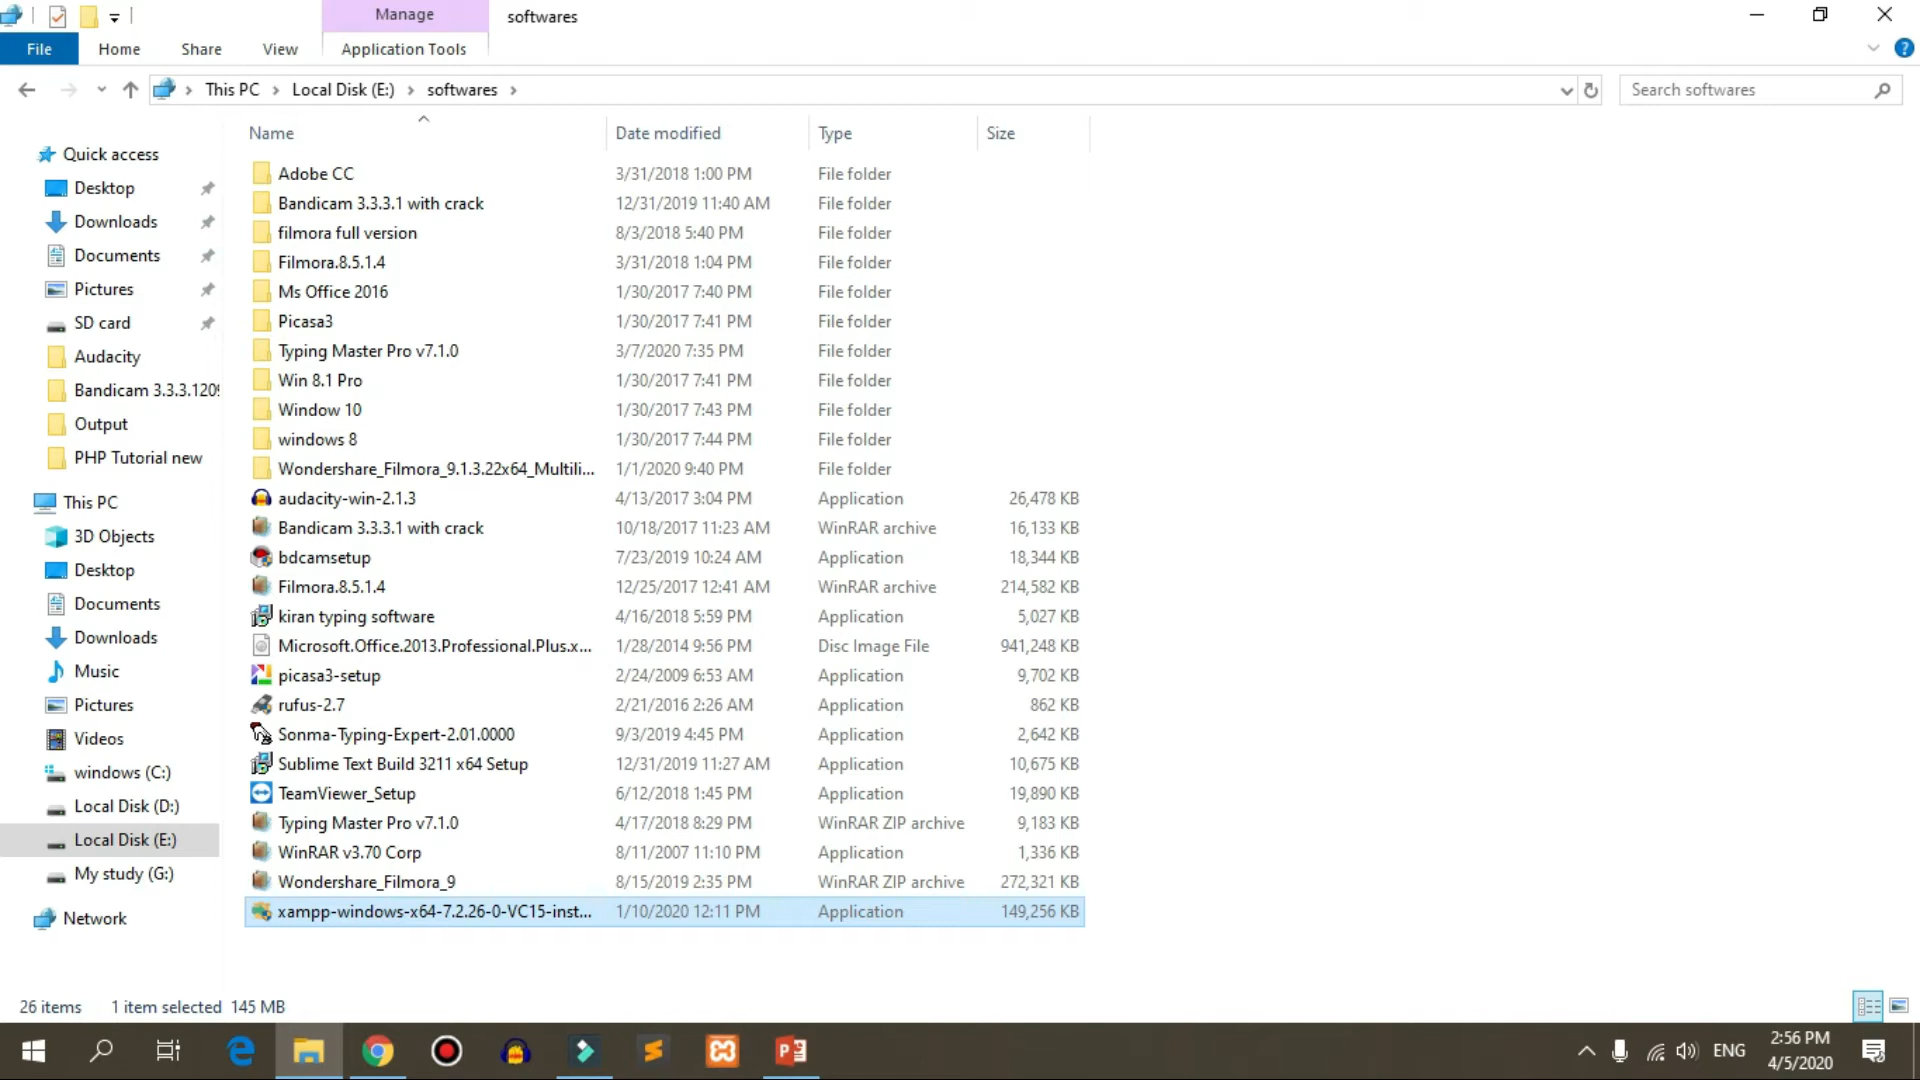 Manage
softwares
File
Home
Share
View
Application Tools
This PC
Local Disk (E:)
softwares
Search softwares
Name
Date modified
Type
Size
Quick access
Desktop
Downloads
Documents
Pictures
SD card
Audacity
Bandicam 3.3.3.120
Output
PHP Tutorial new
This PC
3D Objects
Desktop
Documents
Downloads
Music
Pictures
Videos
windows (C:)
Local Disk (D:)
Local Disk (E:)
My study (G:)
Network
Adobe CC 3/31/2018 1:00 PM File folder
Bandicam 3.3.3.1 with crack 12/31/2019 11:40 AM File folder
filmora full version 8/3/2018 5:40 PM File folder
Filmora.8.5.1.4 3/31/2018 1:04 PM File folder
Ms Office 2016 1/30/2017 7:40 PM File folder
Picasa3 1/30/2017 7:41 PM File folder
Typing Master Pro v7.1.0 3/7/2020 7:35 PM File folder
Win 8.1 Pro 1/30/2017 7:41 PM File folder
Window 10 1/30/2017 7:43 PM File folder
windows 8 1/30/2017 7:44 PM File folder
Wondershare_Filmora_9.1.3.22x64_Multili... 1/1/2020 9:40 PM File folder
audacity-win-2.1.3 4/13/2017 3:04 PM Application 26,478 KB
Bandicam 3.3.3.1 with crack 10/18/2017 11:23 AM WinRAR archive 16,133 KB
bdcamsetup 7/23/2019 10:24 AM Application 18,344 KB
Filmora.8.5.1.4 12/25/2017 12:41 AM WinRAR archive 214,582 KB
kiran typing software 4/16/2018 5:59 PM Application 5,027 KB
Microsoft.Office.2013.Professional.Plus.x... 1/28/2014 9:56 PM Disc Image File 941,248 KB
picasa3-setup 2/24/2009 6:53 AM Application 9,702 KB
rufus-2.7 2/21/2016 2:26 AM Application 862 KB
Sonma-Typing-Expert-2.01.0000 9/3/2019 4:45 PM Application 2,642 KB
Sublime Text Build 3211 x64 Setup 12/31/2019 11:27 AM Application 10,675 KB
TeamViewer_Setup 6/12/2018 1:45 PM Application 19,890 KB
Typing Master Pro v7.1.0 4/17/2018 8:29 PM WinRAR ZIP archive 9,183 KB
WinRAR v3.70 Corp 8/11/2007 11:10 PM Application 1,336 KB
Wondershare_Filmora_9 8/15/2019 2:35 PM WinRAR ZIP archive 272,321 KB
xampp-windows-x64-7.2.26-0-VC15-inst... 1/10/2020 12:11 PM Application 149,256 KB
26 items 1 item selected 145 MB
ENG
2:56 PM
4/5/2020